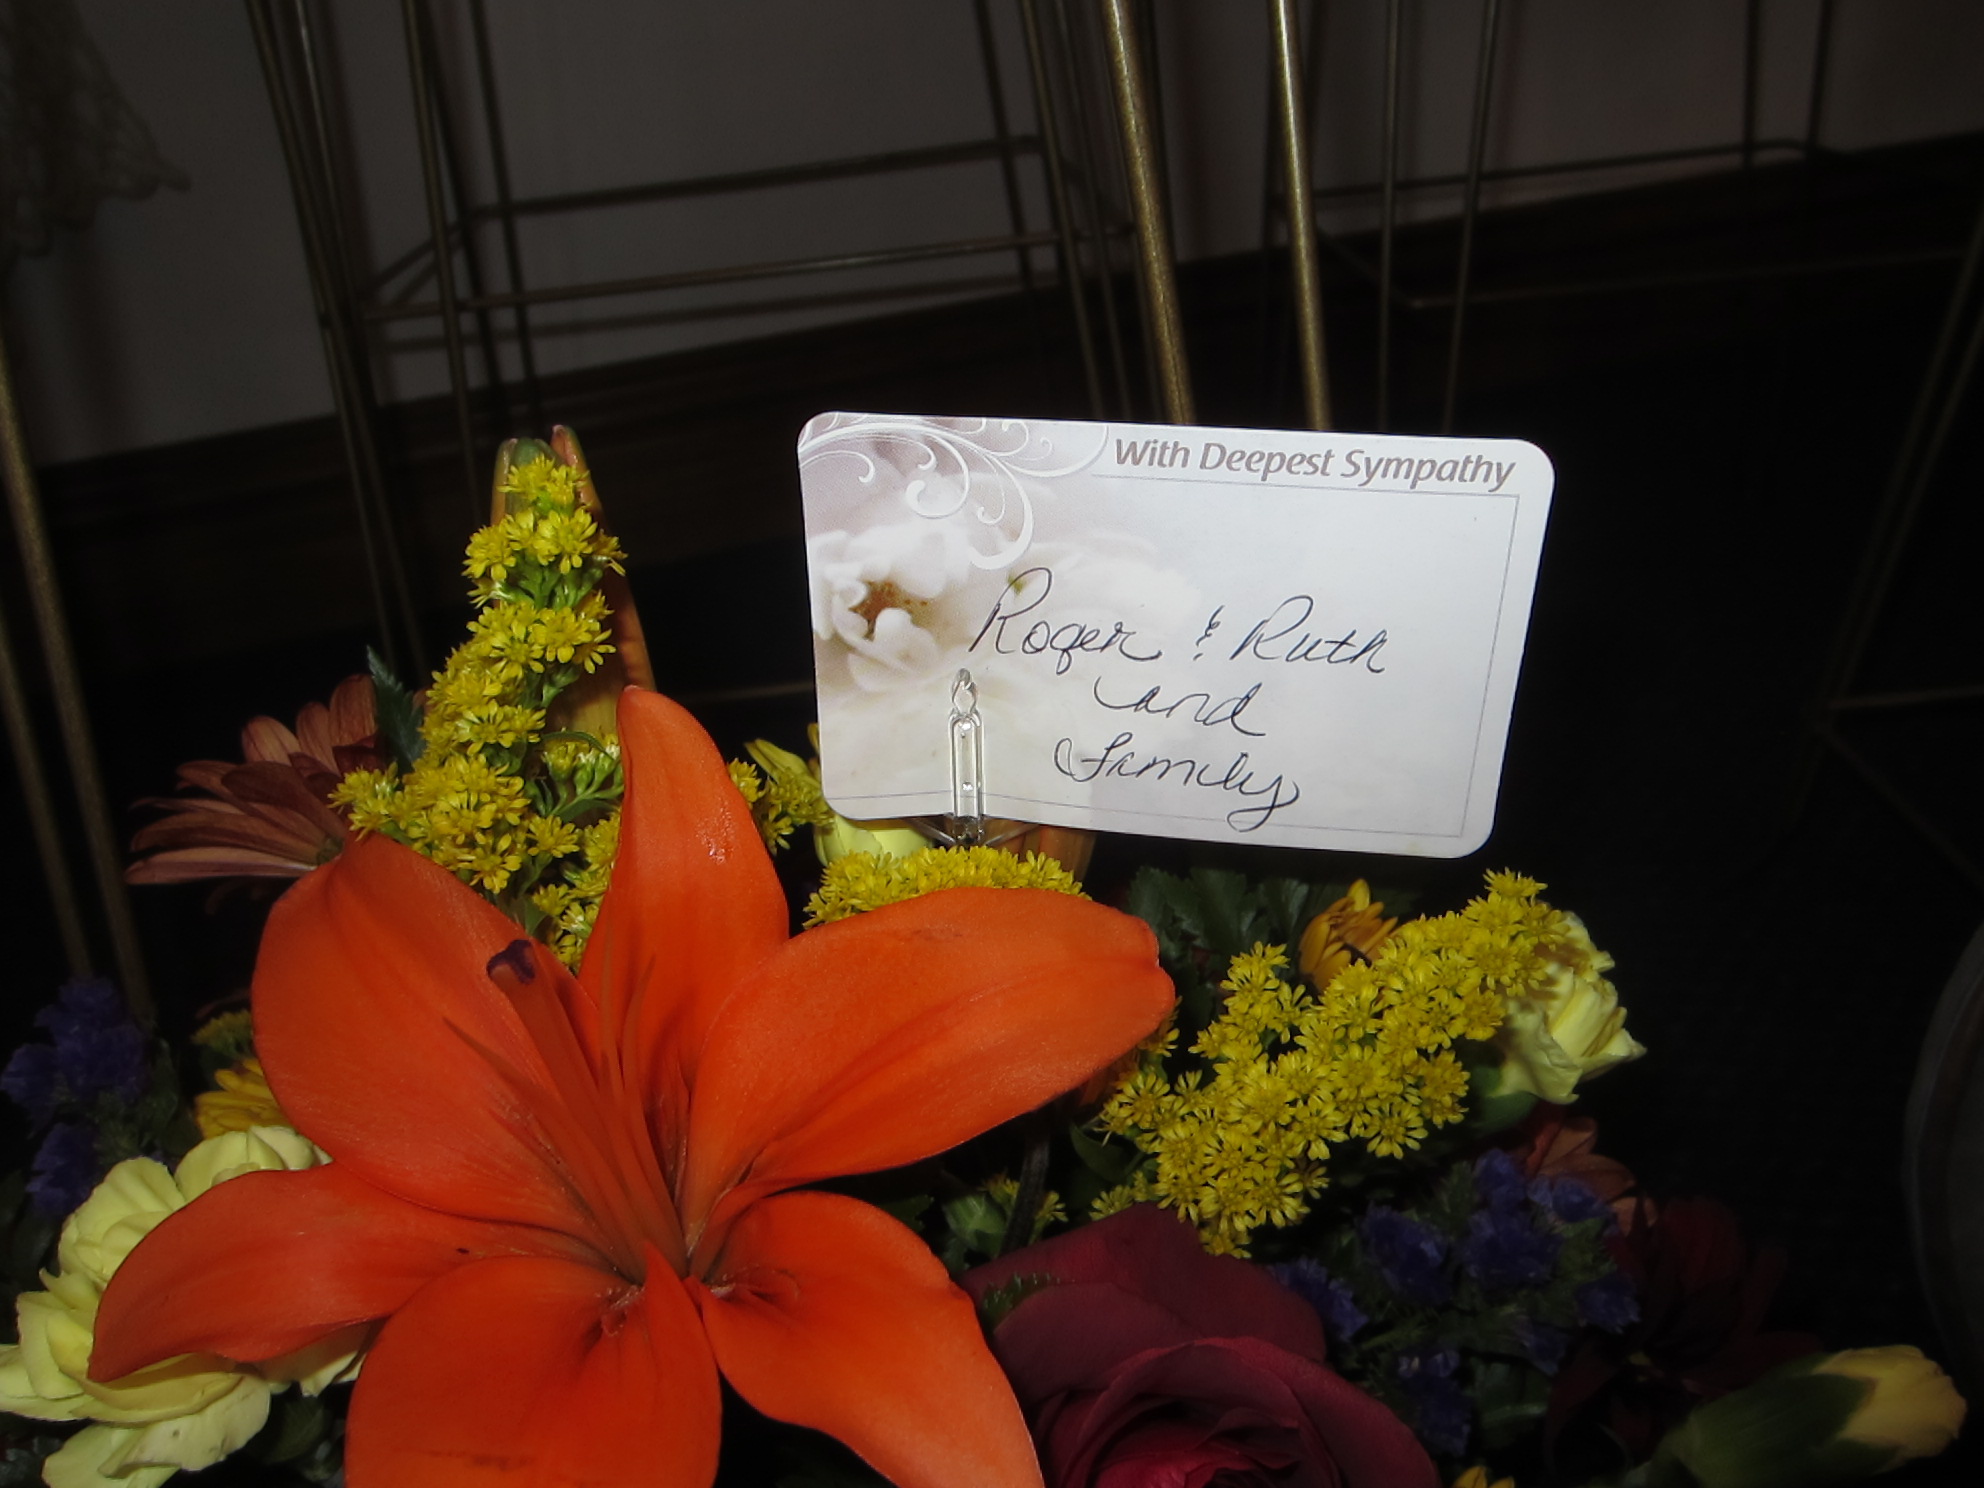 With Deepest Sympathy
Roger & Ruth
and
Family